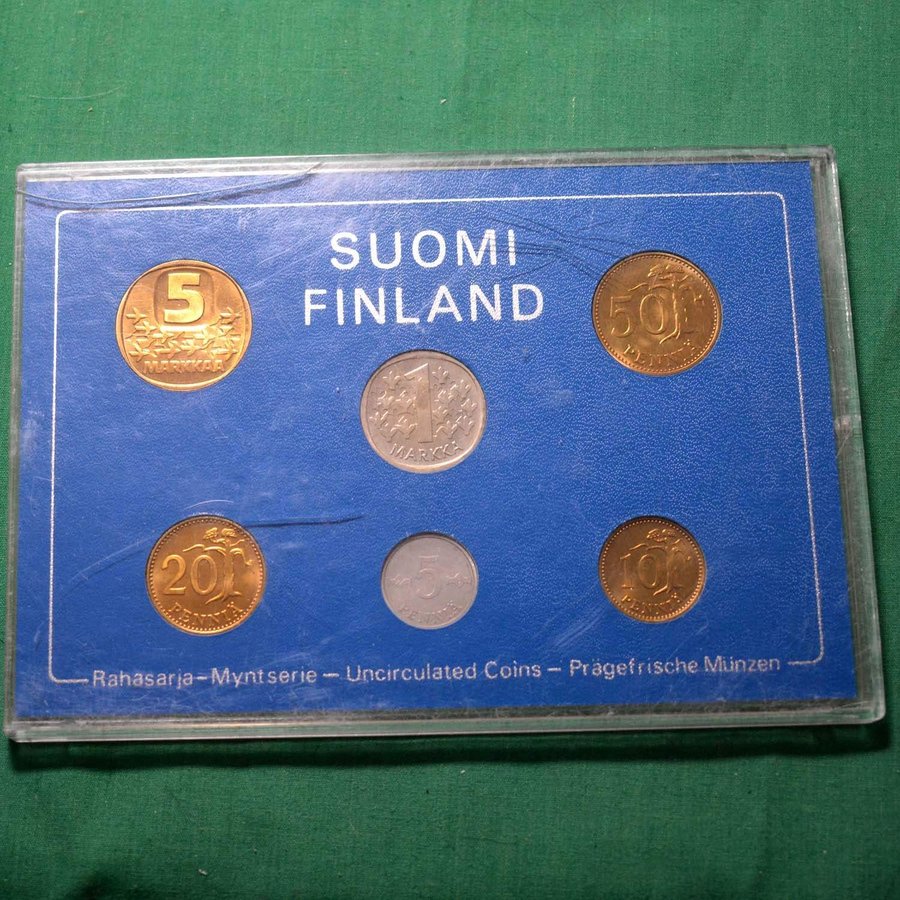 SUOMI
FINLAND
5
MARKKAA
50
PENNIÄ
1
MARKKA
20
PENNIÄ
5
PENNIÄ
10
PENNIÄ
Rahasarja – Myntserie – Uncirculated Coins – Prägefrische Münzen